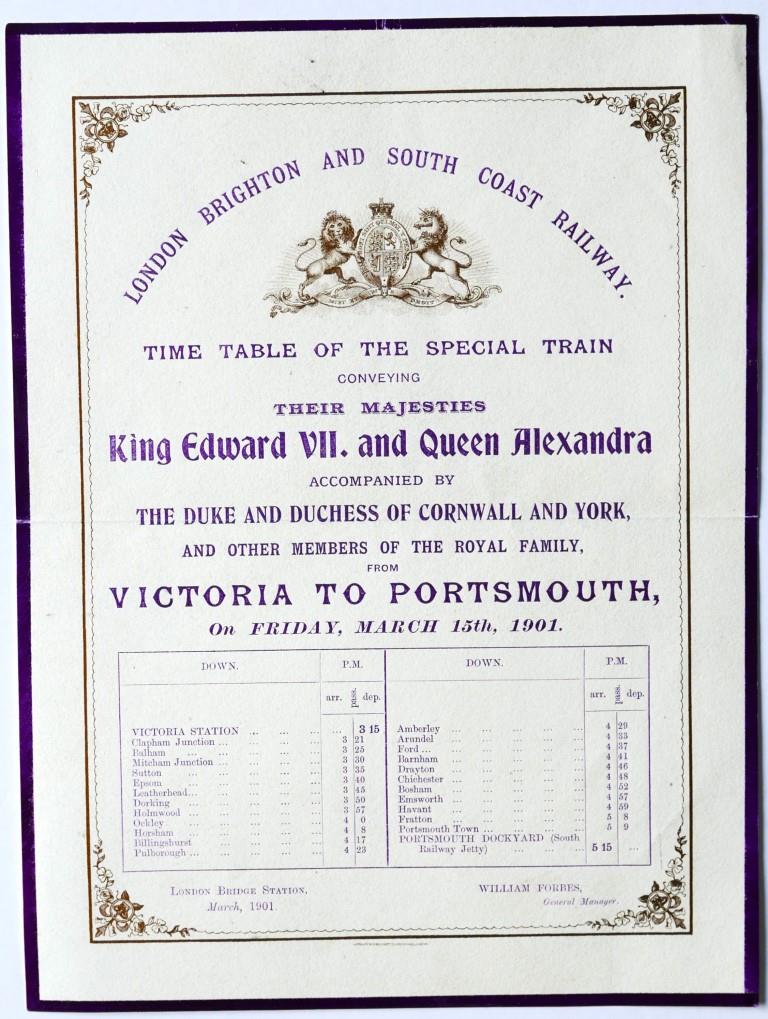 LONDON BRIGHTON AND SOUTH COAST RAILWAY.
TIME TABLE OF THE SPECIAL TRAIN
CONVEYING
THEIR MAJESTIES
King Edward VII. and Queen Alexandra
ACCOMPANIED BY
THE DUKE AND DUCHESS OF CORNWALL AND YORK,
AND OTHER MEMBERS OF THE ROYAL FAMILY,
FROM
VICTORIA TO PORTSMOUTH,
On FRIDAY, MARCH 15th, 1901.
DOWN. P.M.
arr. pass. dep.
VICTORIA STATION ... ... ... ... 3 15
Clapham Junction ... ... ... 3 21
Balham ... ... ... ... 3 25
Mitcham Junction ... ... ... 3 30
Sutton ... ... ... ... 3 35
Epsom ... ... ... ... 3 40
Leatherhead... ... ... ... 3 45
Dorking ... ... ... ... 3 50
Holmwood ... ... ... ... 3 57
Ockley ... ... ... ... 4 0
Horsham ... ... ... ... 4 8
Billingshurst ... ... ... 4 17
Pulborough ... ... ... ... 4 23
DOWN. P.M.
arr. pass. dep.
Amberley ... ... ... ... ... 4 29
Arundel ... ... ... ... ... 4 33
Ford ... ... ... ... ... ... 4 37
Barnham ... ... ... ... ... 4 41
Drayton ... ... ... ... ... 4 46
Chichester ... ... ... ... ... 4 48
Bosham ... ... ... ... ... 4 52
Emsworth ... ... ... ... ... 4 57
Havant ... ... ... ... ... 4 59
Fratton ... ... ... ... ... 5 8
Portsmouth Town ... ... ... ... 5 9
PORTSMOUTH DOCKYARD (South
Railway Jetty) ... ... ... 5 15 ...
LONDON BRIDGE STATION,
March, 1901.
WILLIAM FORBES,
General Manager.